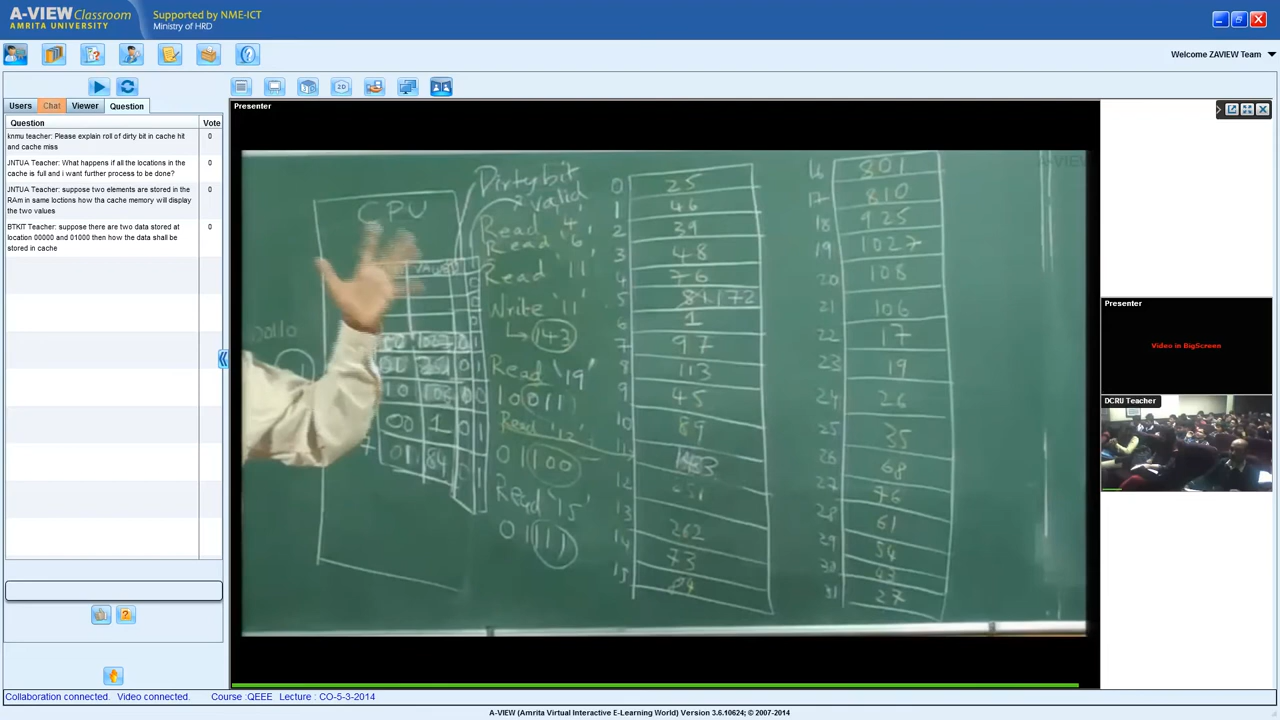 A-VIEW Classroom
AMRITA UNIVERSITY
Supported by NME-ICT
Ministry of HRD
Welcome ZAVIEW Team
Users Chat Viewer Question
Question Vote
knmu teacher: Please explain roll of dirty bit in cache hit 0
and cache miss
JNTUA Teacher: What happens if all the locations in the 0
cache is full and i want further process to be done?
JNTUA Teacher: suppose two elements are stored in the 0
RAm in same loctions how tha cache memory will display
the two values
BTKIT Teacher: suppose there are two data stored at 0
location 00000 and 01000 then how the data shall be
stored in cache
Presenter
A-VIEW
CPU
Dirty bit
valid
Read '4'
Read '6'
Read '11'
Write '11'
143
Read '19'
10011
Read '12'
01100
Read '15'
01111
00
7 01 84 0 1
0 25
1 46
2 39
3 48
4 76
5 172
6 1
7 97
8 113
9 45
10 89
11
12
13
14 262
73
15 84
16 801
17 810
18 925
19 1027
20 108
21 106
22 17
23 19
24 26
25 35
26 68
27 76
28 61
29 54
30 43
31 27
Presenter
Video in BigScreen
DCRU Teacher
Collaboration connected. Video connected. Course :QEEE Lecture : CO-5-3-2014
A-VIEW (Amrita Virtual Interactive E-Learning World) Version 3.6.10624; © 2007-2014